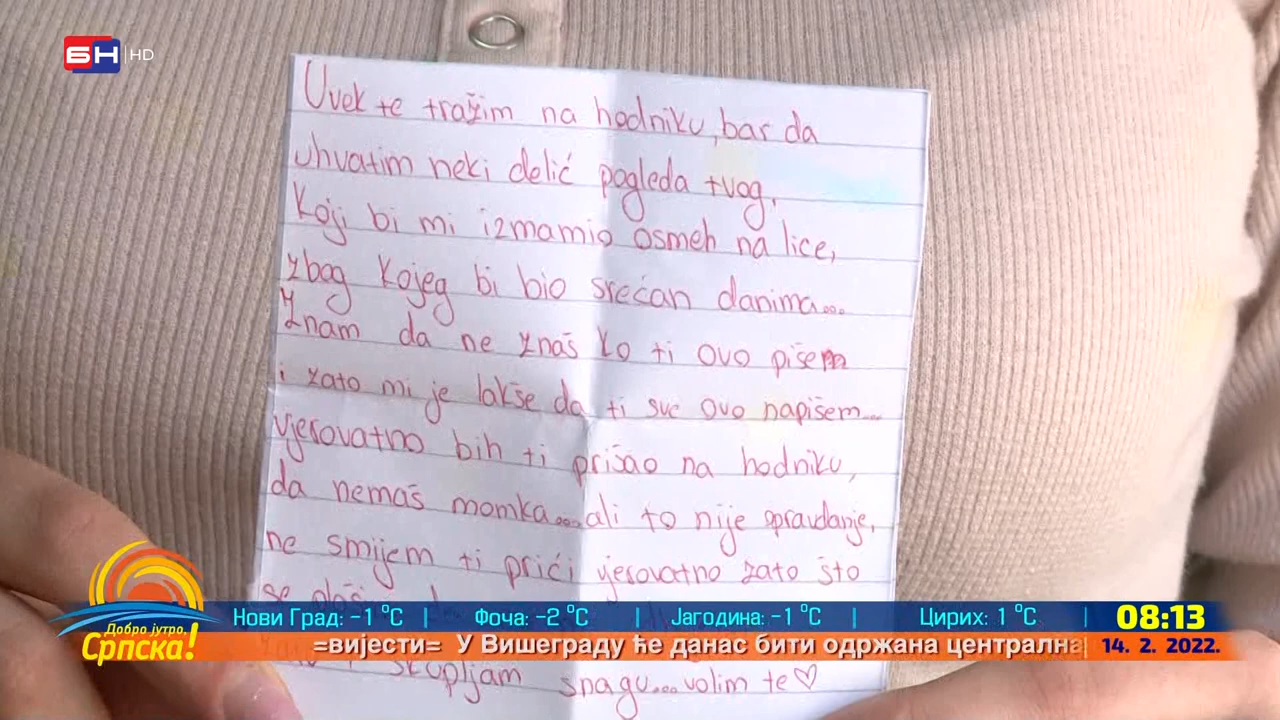 БН HD
Uvek te tražim na hodniku, bar da
uhvatim neki delić pogleda tvog,
Koji bi mi izmamio osmeh na lice,
zbog kojeg bi bio srećan danima...
Znam da ne znaš ko ti ovo piše
i zato mi je lakše da ti sve ovo napišem...
vjerovatno bih ti prišao na hodniku,
da nemaš momka...ali to nije opravdanje,
ne smijem ti prići vjerovatno zato što
se
skupljam snagu...volim te♡
Добро јутро,
Српска!
Нови Град: -1 °C | Фоча: -2 °C | Јагодина: -1 °C | Цирих: 1 °C
08:13
=вијести= У Вишеграду ће данас бити одржана централна
14. 2. 2022.